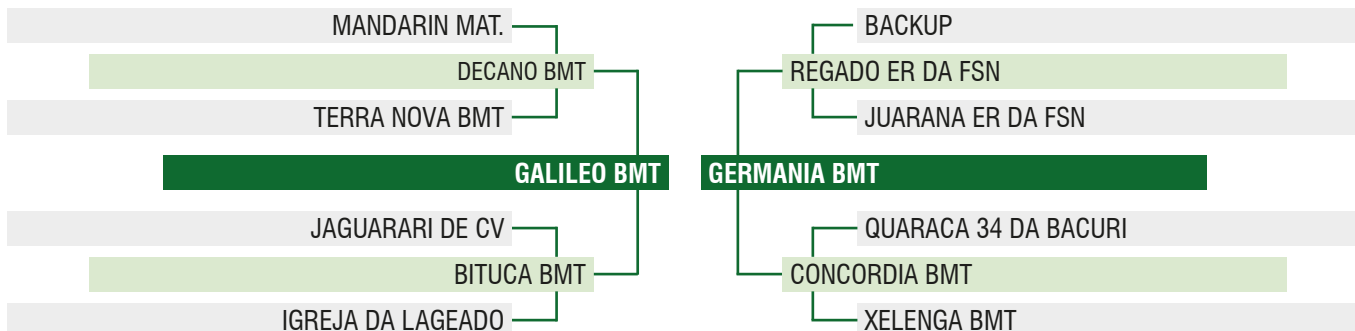 MANDARIN MAT.
DECANO BMT
TERRA NOVA BMT
GALILEO BMT
JAGUARARI DE CV
BITUCA BMT
IGREJA DA LAGEADO
BACKUP
REGADO ER DA FSN
JUARANA ER DA FSN
GERMANIA BMT
QUARACA 34 DA BACURI
CONCORDIA BMT
XELENGA BMT